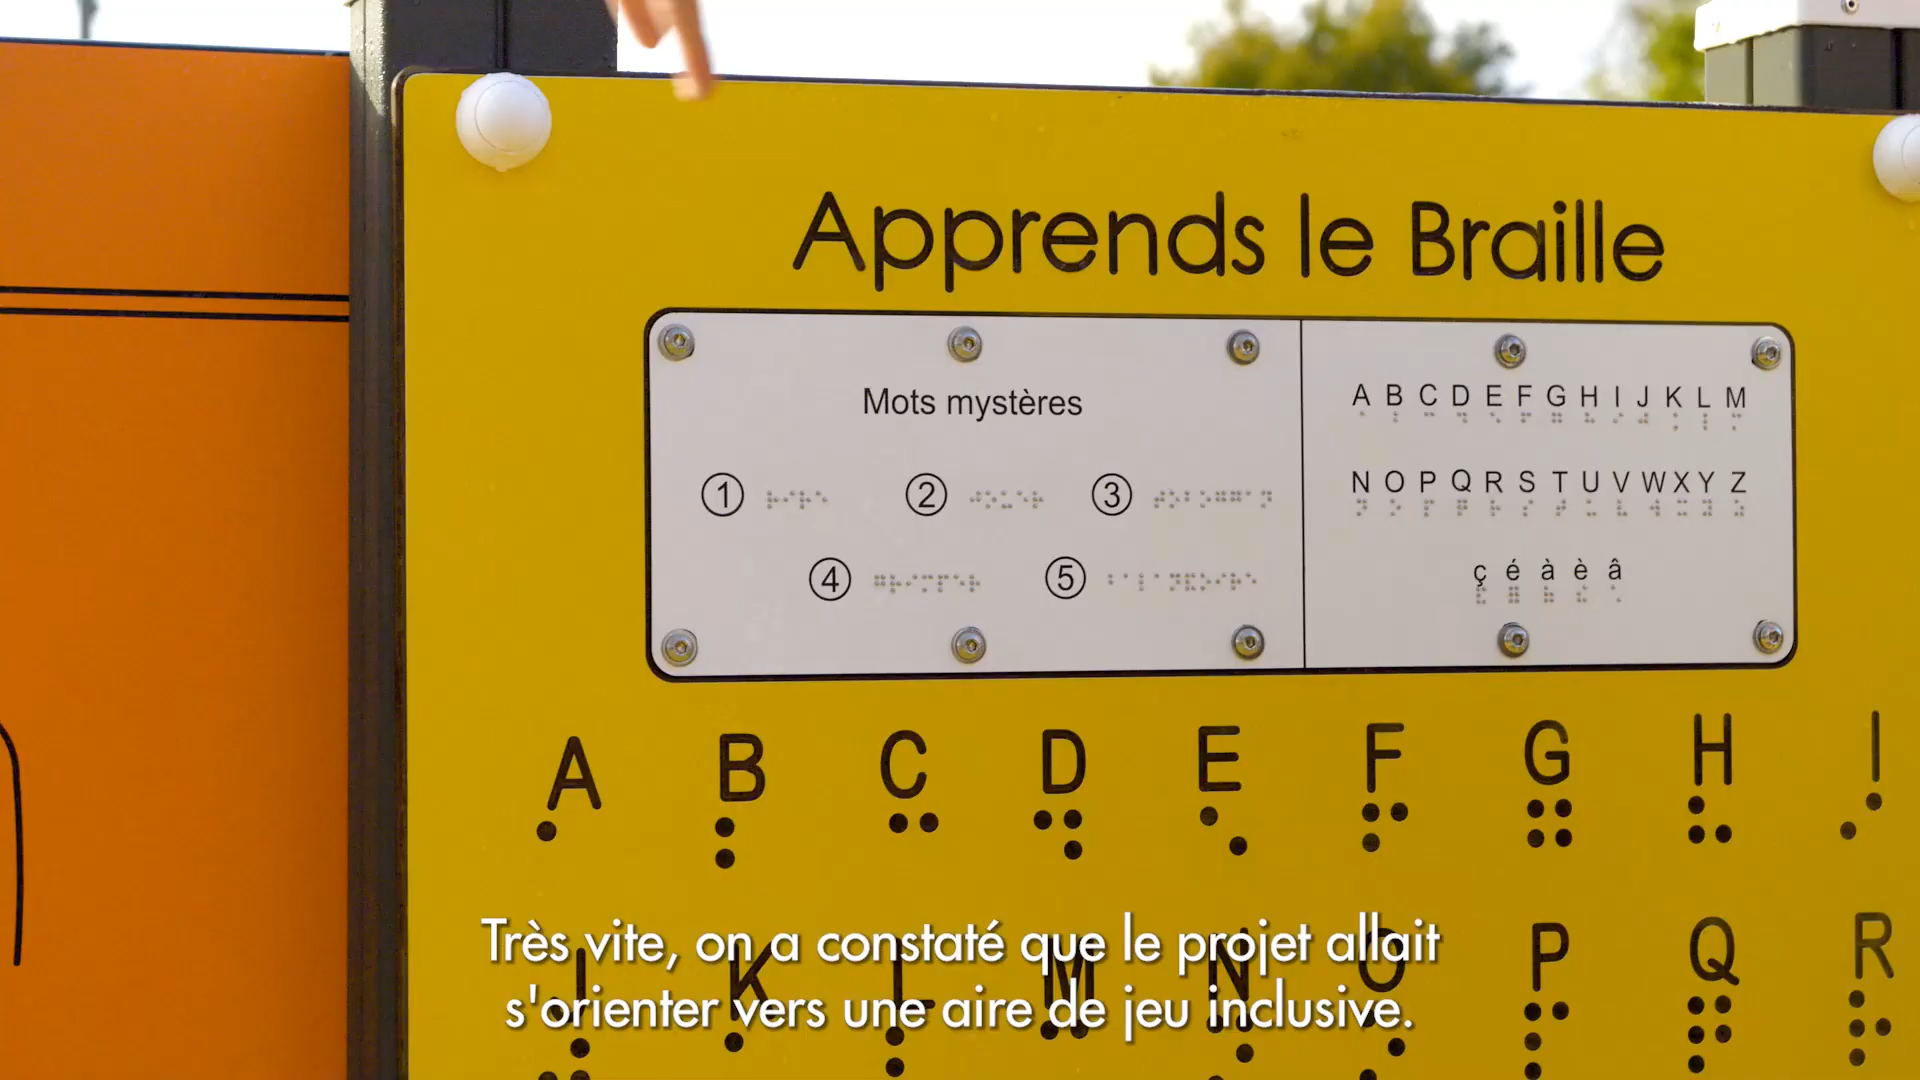 Apprends le Braille
Mots mystères
1 2 3
4 5
A B C D E F G H I J K L M
N O P Q R S T U V W X Y Z
ç é à è â
A B C D E F G H I
J K L M N O P Q R
Très vite, on a constaté que le projet allait
s'orienter vers une aire de jeu inclusive.